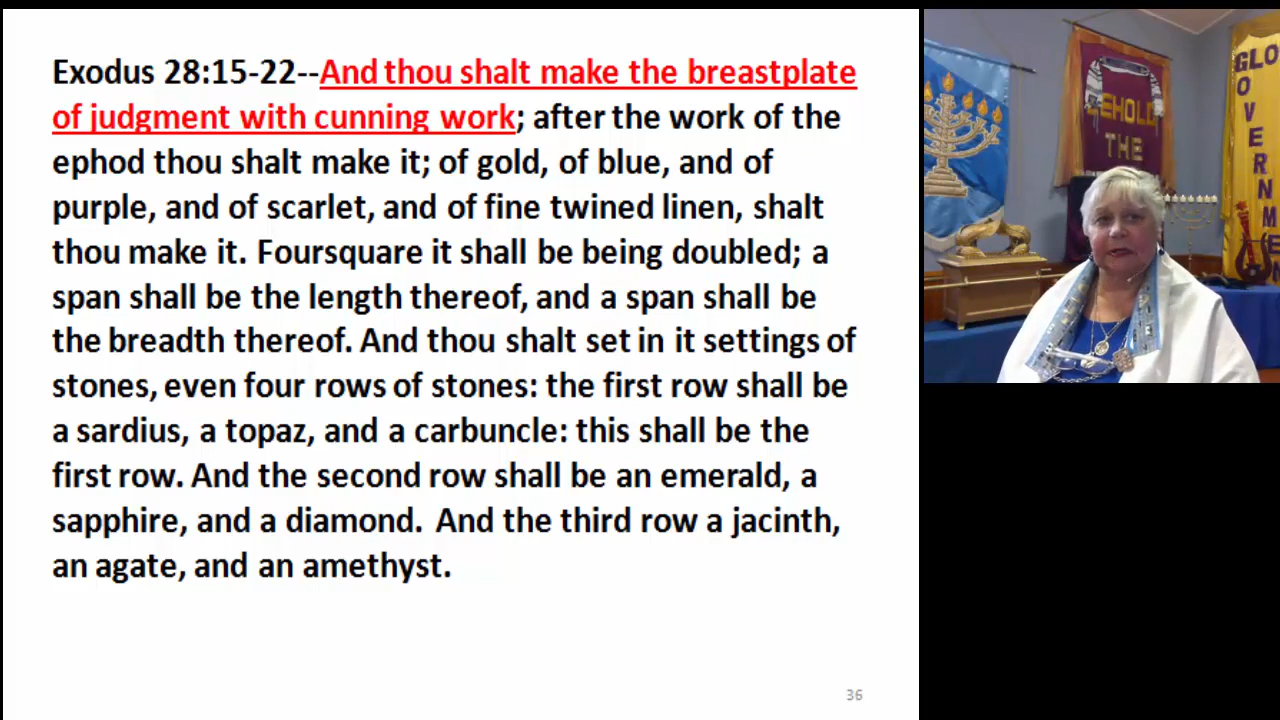 Exodus 28:15-22--And thou shalt make the breastplate
of judgment with cunning work; after the work of the
ephod thou shalt make it; of gold, of blue, and of
purple, and of scarlet, and of fine twined linen, shalt
thou make it. Foursquare it shall be being doubled; a
span shall be the length thereof, and a span shall be
the breadth thereof. And thou shalt set in it settings of
stones, even four rows of stones: the first row shall be
a sardius, a topaz, and a carbuncle: this shall be the
first row. And the second row shall be an emerald, a
sapphire, and a diamond. And the third row a jacinth,
an agate, and an amethyst.
36
EHOLD
THE
GLO
OVERNMEN